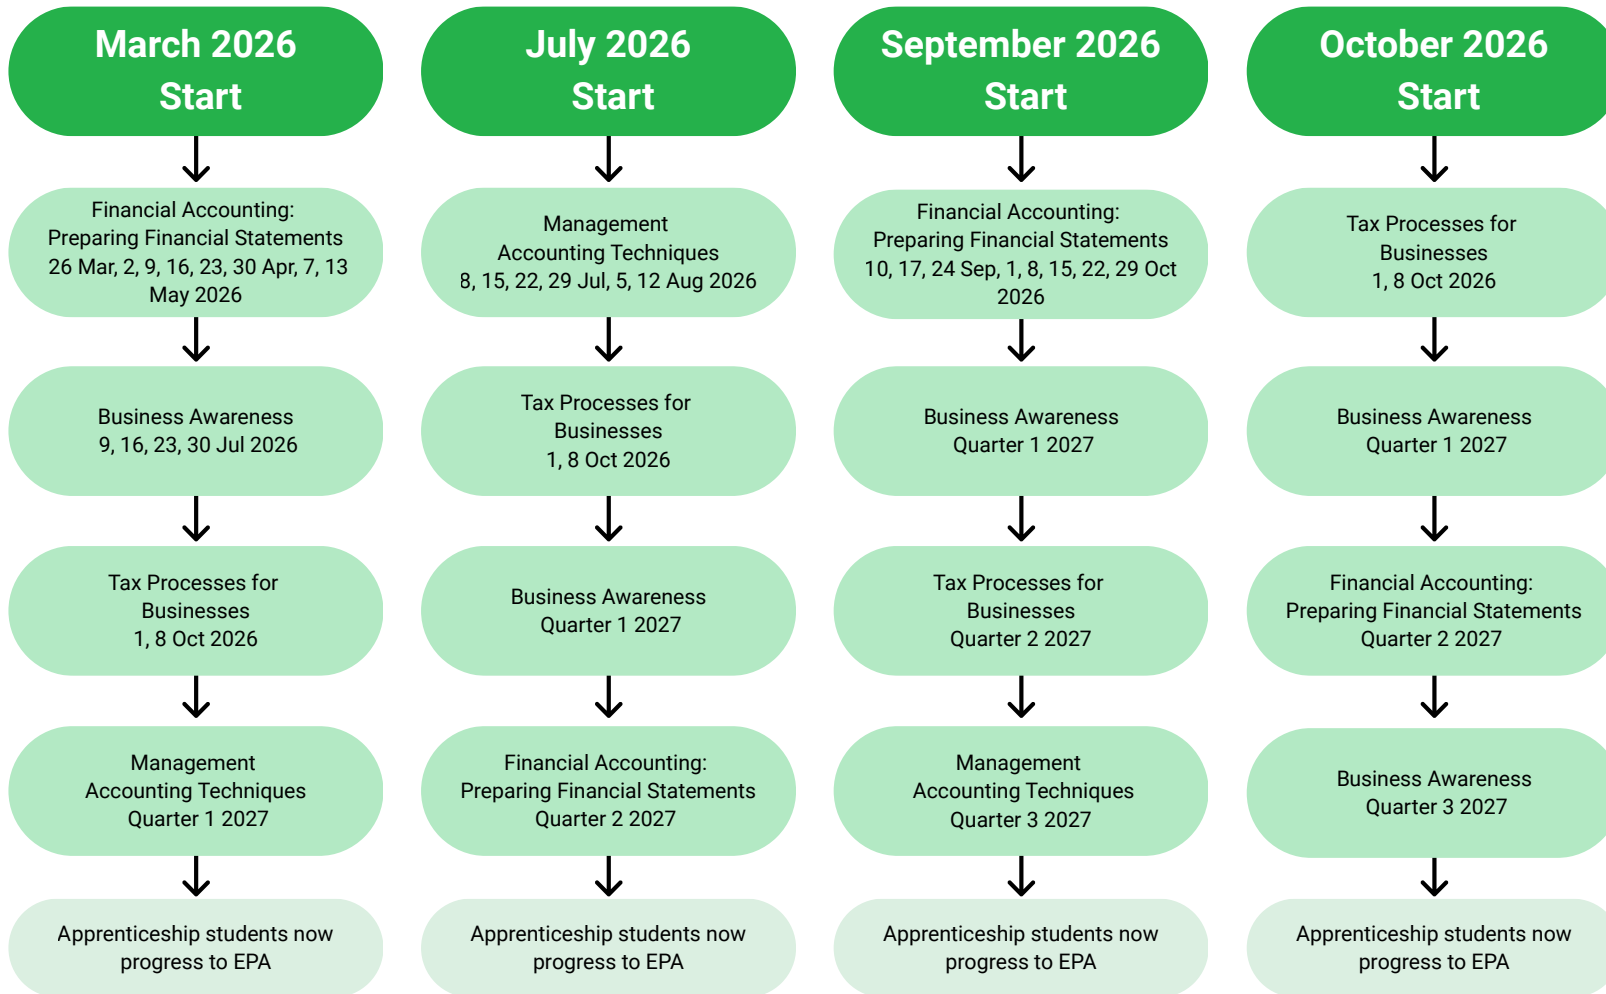 March 2026
Start
Financial Accounting:
Preparing Financial Statements
26 Mar, 2, 9, 16, 23, 30 Apr, 7, 13
May 2026
Business Awareness
9, 16, 23, 30 Jul 2026
Tax Processes for
Businesses
1, 8 Oct 2026
Management
Accounting Techniques
Quarter 1 2027
Apprenticeship students now
progress to EPA
July 2026
Start
Management
Accounting Techniques
8, 15, 22, 29 Jul, 5, 12 Aug 2026
Tax Processes for
Businesses
1, 8 Oct 2026
Business Awareness
Quarter 1 2027
Financial Accounting:
Preparing Financial Statements
Quarter 2 2027
Apprenticeship students now
progress to EPA
September 2026
Start
Financial Accounting:
Preparing Financial Statements
10, 17, 24 Sep, 1, 8, 15, 22, 29 Oct
2026
Business Awareness
Quarter 1 2027
Tax Processes for
Businesses
Quarter 2 2027
Management
Accounting Techniques
Quarter 3 2027
Apprenticeship students now
progress to EPA
October 2026
Start
Tax Processes for
Businesses
1, 8 Oct 2026
Business Awareness
Quarter 1 2027
Financial Accounting:
Preparing Financial Statements
Quarter 2 2027
Business Awareness
Quarter 3 2027
Apprenticeship students now
progress to EPA